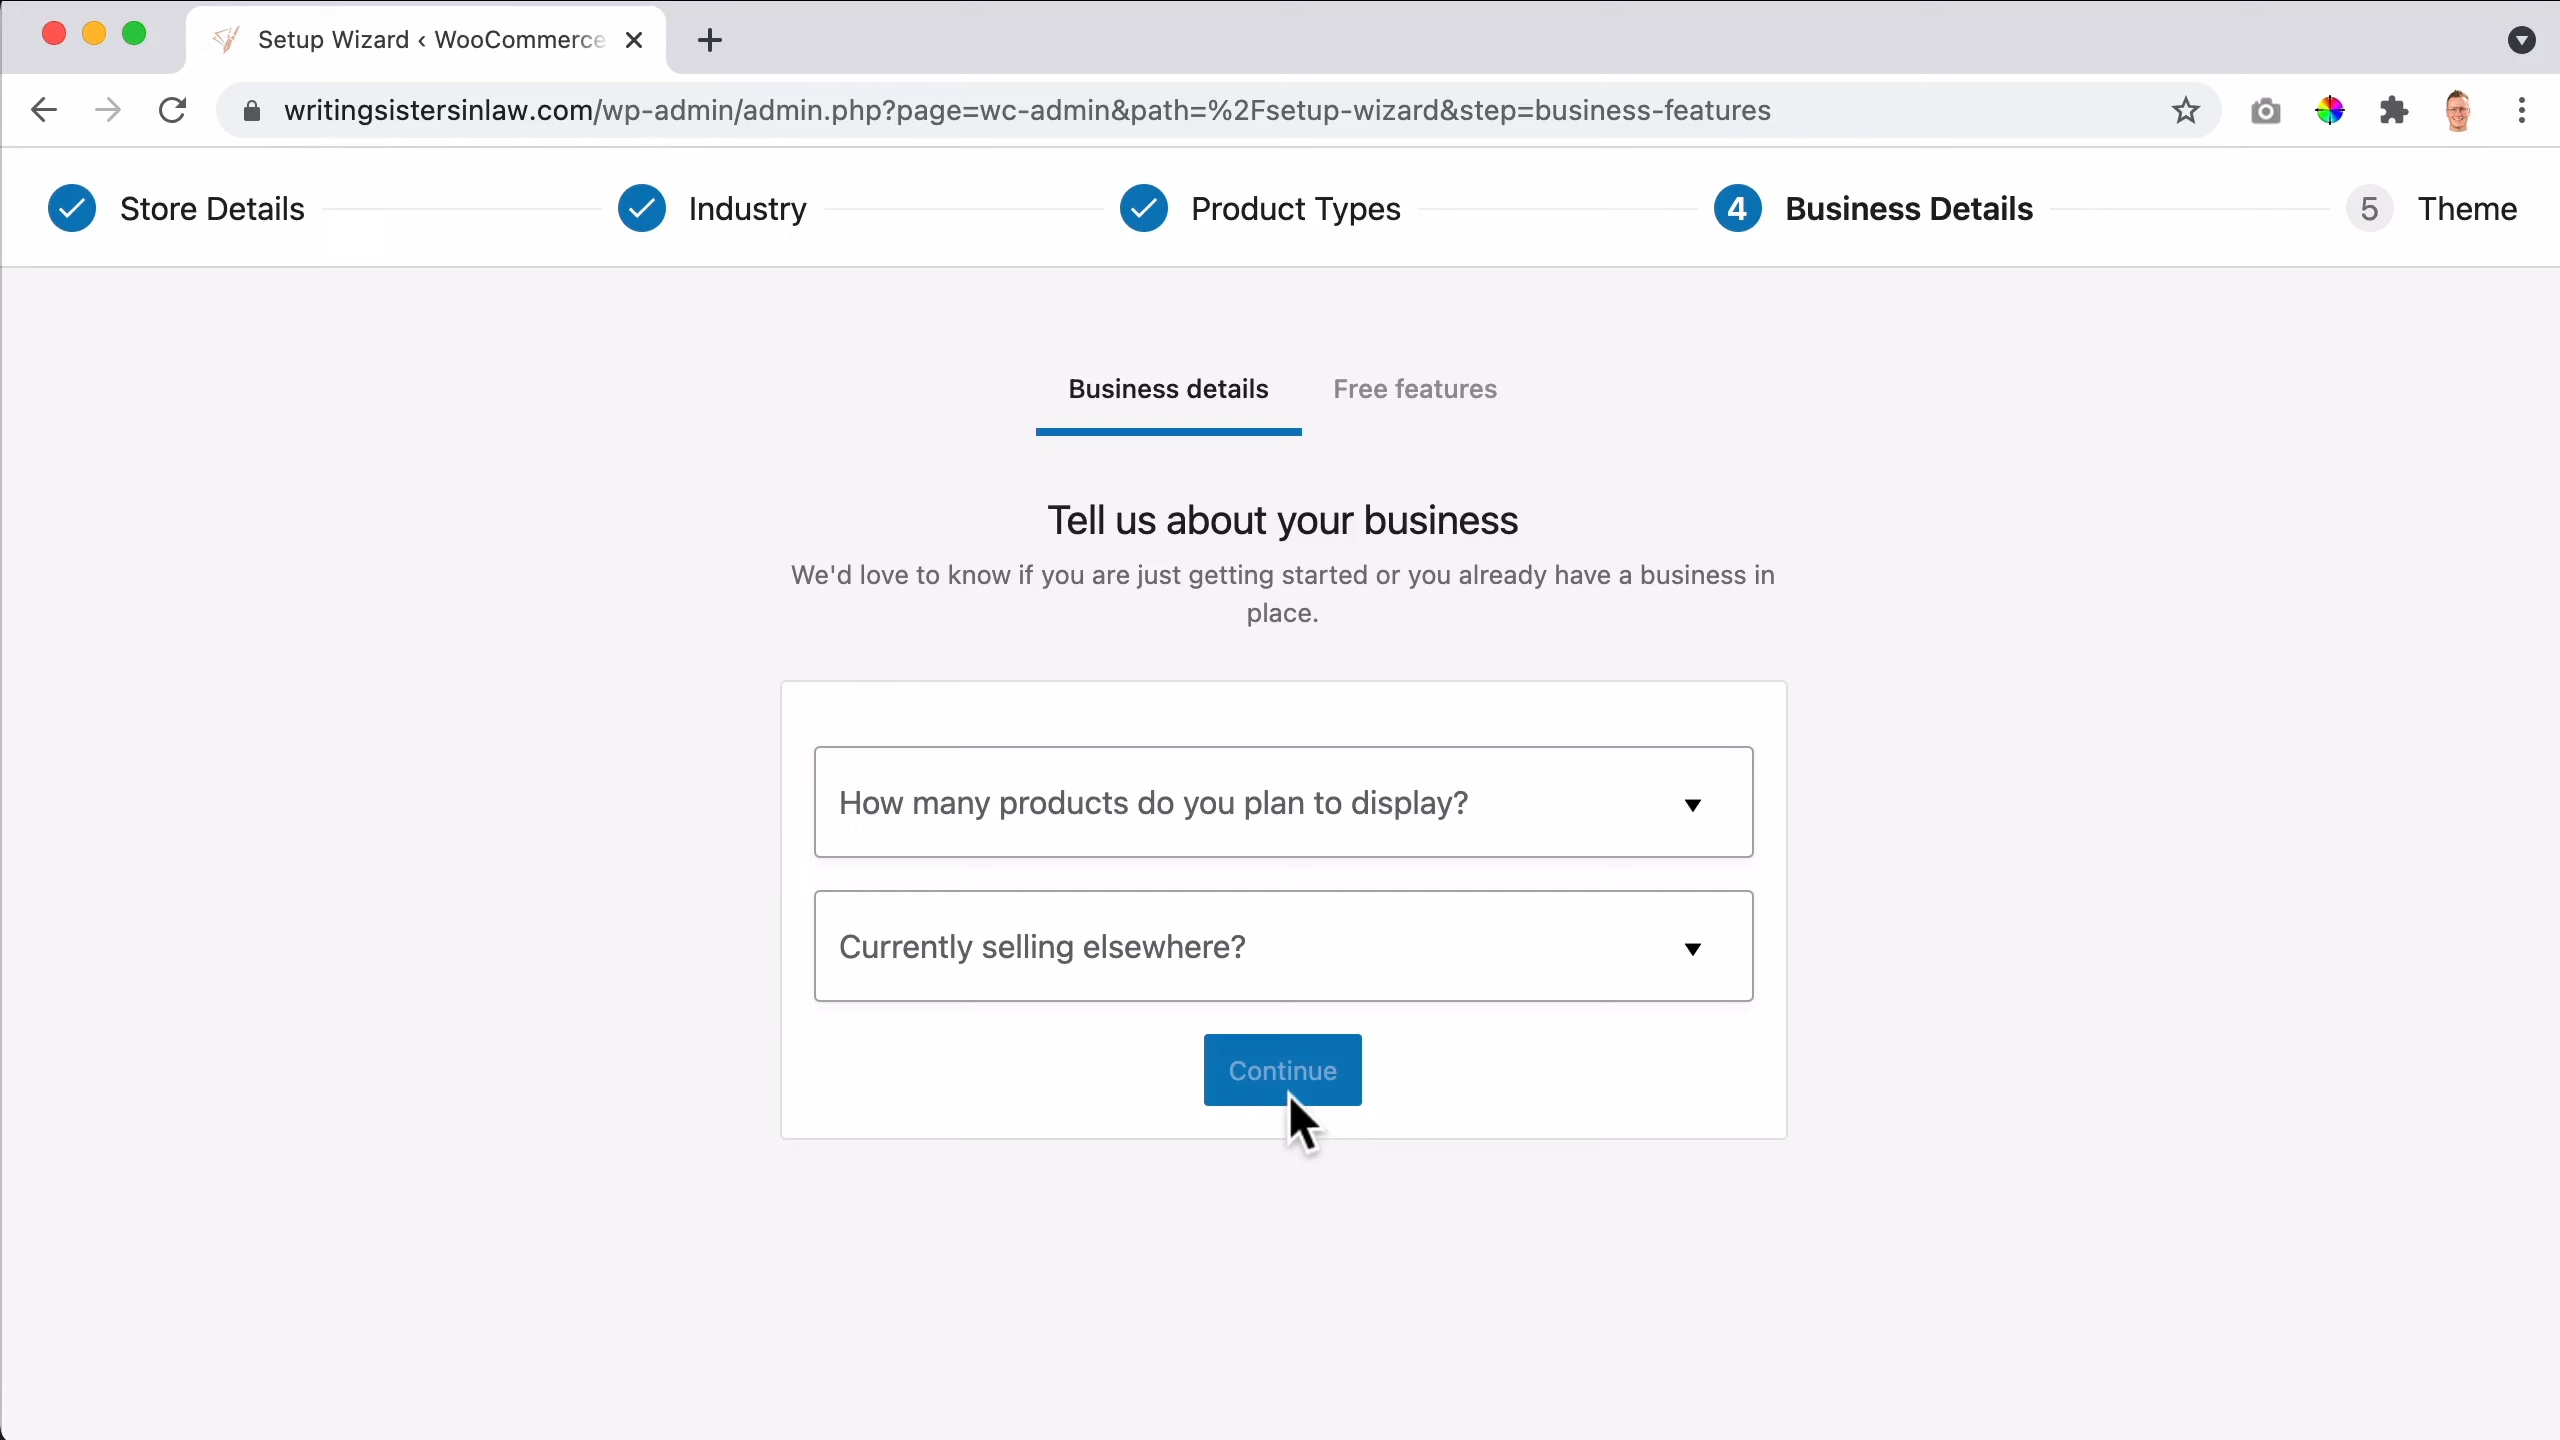 Setup Wizard ‹ WooCommerce
writingsistersinlaw.com/wp-admin/admin.php?page=wc-admin&path=%2Fsetup-wizard&step=business-features
Store Details
Industry
Product Types
4 Business Details
5 Theme
Business details
Free features
Tell us about your business
We'd love to know if you are just getting started or you already have a business in
place.
How many products do you plan to display?
Currently selling elsewhere?
Continue